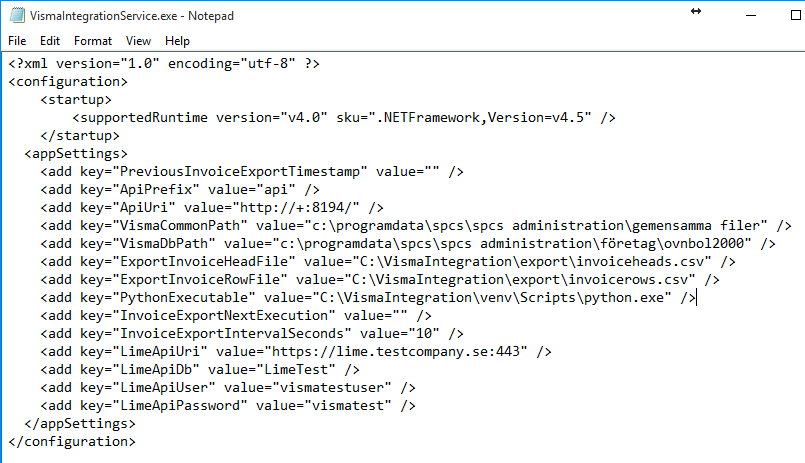 VismaIntegrationService.exe - Notepad
File Edit Format View Help
<?xml version="1.0" encoding="utf-8" ?>
<configuration>
    <startup>
        <supportedRuntime version="v4.0" sku=".NETFramework,Version=v4.5" />
    </startup>
  <appSettings>
    <add key="PreviousInvoiceExportTimestamp" value="" />
    <add key="ApiPrefix" value="api" />
    <add key="ApiUri" value="http://+:8194/" />
    <add key="VismaCommonPath" value="c:\programdata\spcs\spcs administration\gemensamma filer" />
    <add key="VismaDbPath" value="c:\programdata\spcs\spcs administration\företag\ovnbol2000" />
    <add key="ExportInvoiceHeadFile" value="C:\VismaIntegration\export\invoiceheads.csv" />
    <add key="ExportInvoiceRowFile" value="C:\VismaIntegration\export\invoicerows.csv" />
    <add key="PythonExecutable" value="C:\VismaIntegration\venv\Scripts\python.exe" />
    <add key="InvoiceExportNextExecution" value="" />
    <add key="InvoiceExportIntervalSeconds" value="10" />
    <add key="LimeApiUri" value="https://lime.testcompany.se:443" />
    <add key="LimeApiDb" value="LimeTest" />
    <add key="LimeApiUser" value="vismatestuser" />
    <add key="LimeApiPassword" value="vismatest" />
  </appSettings>
</configuration>